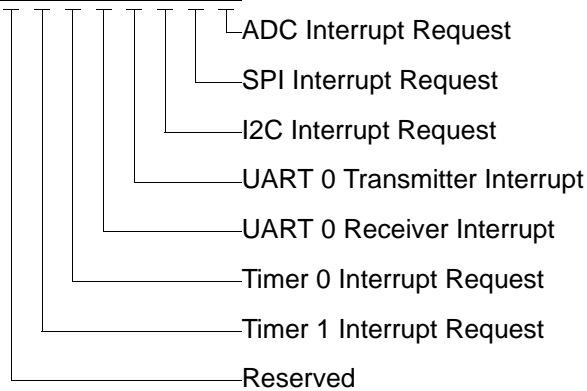 ADC Interrupt Request
SPI Interrupt Request
I2C Interrupt Request
UART 0 Transmitter Interrupt
UART 0 Receiver Interrupt
Timer 0 Interrupt Request
Timer 1 Interrupt Request
Reserved